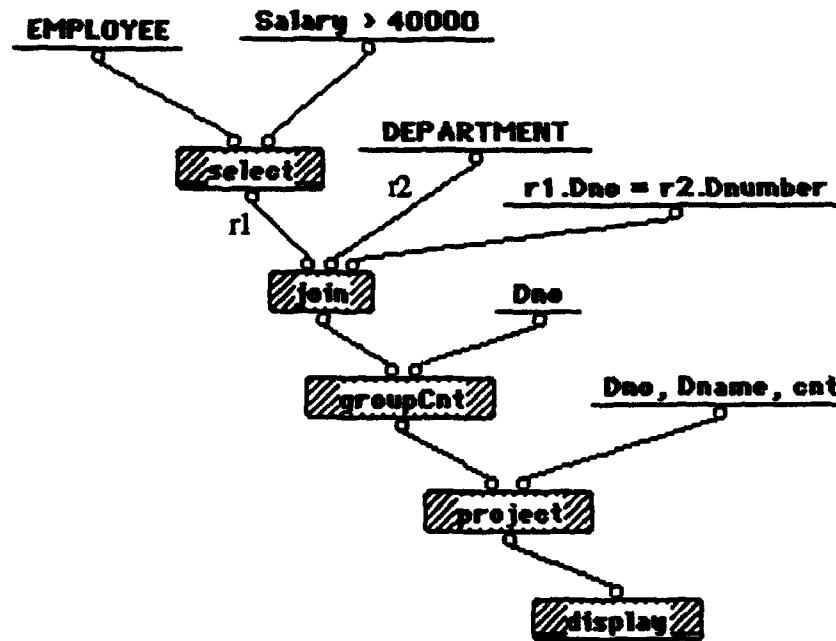 EMPLOYEE
Salary > 40000
DEPARTMENT
select
r2
r1.Dno = r2.Dnumber
r1
join
Dno
groupCnt
Dno, Dname, cnt
project
display